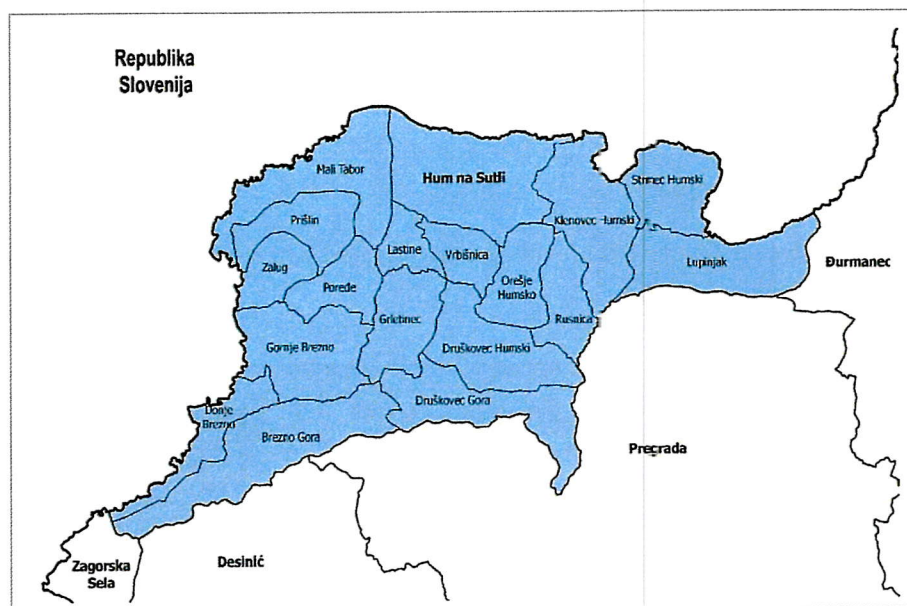 Republika
Slovenija
Mali Tabor
Hum na Sutli
Strmec Humski
Prišlin
Klenovec Humski
Lastine
Vrbišnica
Lupinjak
Đurmanec
Zalug
Poređe
Orešje
Humsko
Grletinec
Rusnica
Gornje Brezno
Druškovec Humski
Druškovec Gora
Donje
Brezno
Brezno Gora
Pregrada
Zagorska
Sela
Desinić